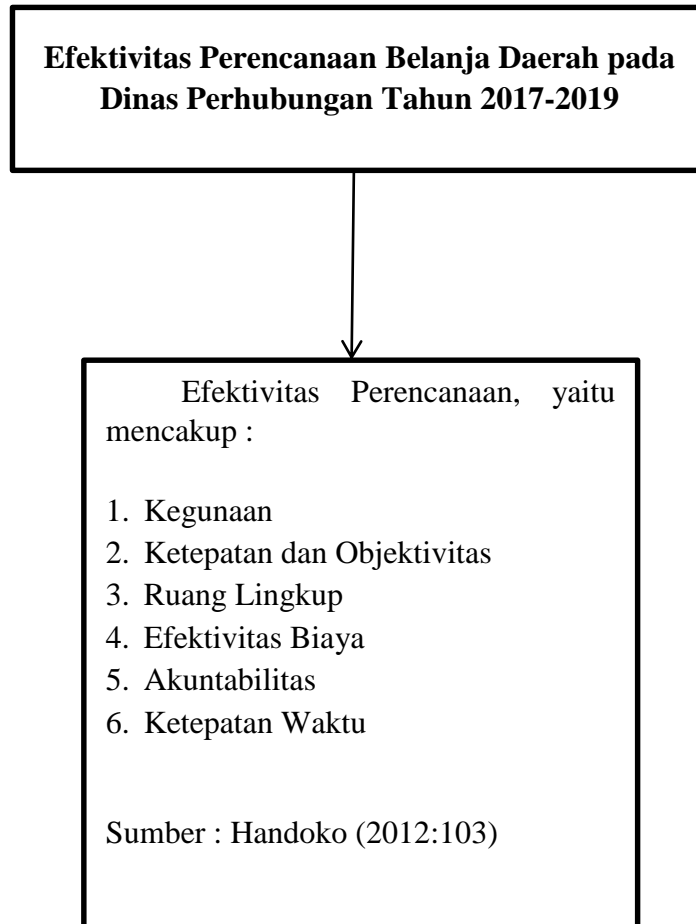 Efektivitas Perencanaan Belanja Daerah pada
Dinas Perhubungan Tahun 2017-2019
Efektivitas Perencanaan, yaitu
mencakup :
1. Kegunaan
2. Ketepatan dan Objektivitas
3. Ruang Lingkup
4. Efektivitas Biaya
5. Akuntabilitas
6. Ketepatan Waktu
Sumber : Handoko (2012:103)